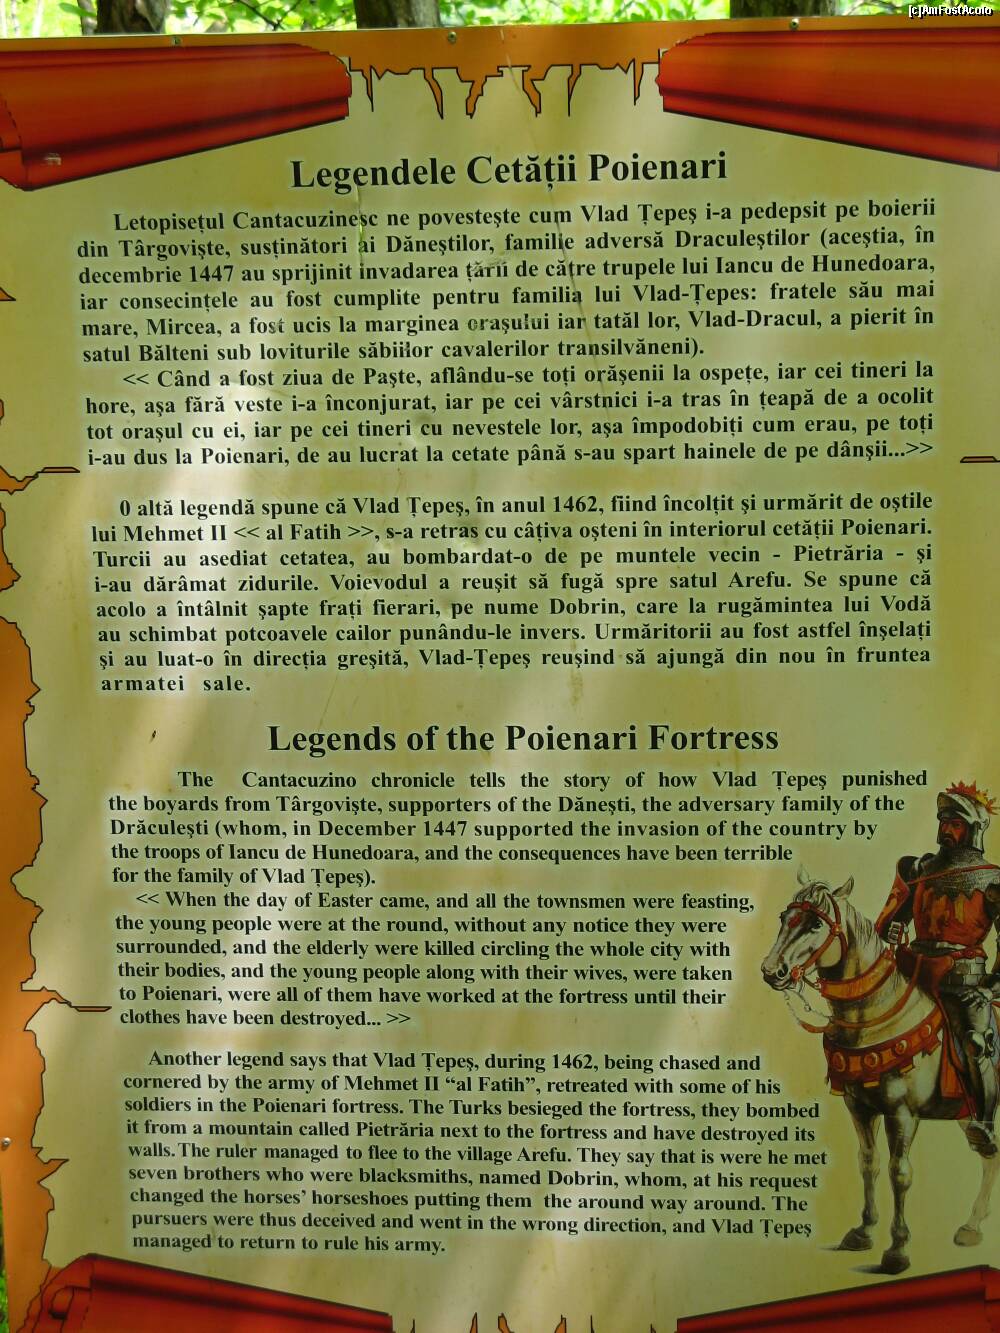 [c]AmFostAcolo
Legendele Cetății Poienari
Letopisețul Cantacuzinesc ne povestește cum Vlad Țepeș i-a pedepsit pe boierii
din Târgoviște, susținători ai Dăneștilor, familie adversă Draculeștilor (aceștia, în
decembrie 1447 au sprijinit invadarea țării de către trupele lui Iancu de Hunedoara,
iar consecințele au fost cumplite pentru familia lui Vlad-Țepes: fratele său mai
mare, Mircea, a fost ucis la marginea orașului iar tatăl lor, Vlad-Dracul, a pierit în
satul Bălteni sub loviturile săbiilor cavalerilor transilvăneni).
<< Când a fost ziua de Paște, aflându-se toți orășenii la ospețe, iar cei tineri la
hore, așa fără veste i-a înconjurat, iar pe cei vârstnici i-a tras în țeapă de a ocolit
tot orașul cu ei, iar pe cei tineri cu nevestele lor, așa împodobiți cum erau, pe toți
i-au dus la Poienari, de au lucrat la cetate până s-au spart hainele de pe dânșii...>>
0 altă legendă spune că Vlad Țepeș, în anul 1462, fiind încolțit și urmărit de oștile
lui Mehmet II << al Fatih >>, s-a retras cu câțiva oșteni în interiorul cetății Poienari.
Turcii au asediat cetatea, au bombardat-o de pe muntele vecin - Pietrăria - și
i-au dărâmat zidurile. Voievodul a reușit să fugă spre satul Arefu. Se spune că
acolo a întâlnit șapte frați fierari, pe nume Dobrin, care la rugămintea lui Vodă
au schimbat potcoavele cailor punându-le invers. Urmăritorii au fost astfel înșelați
și au luat-o în direcția greșită, Vlad-Țepeș reușind să ajungă din nou în fruntea
armatei sale.
Legends of the Poienari Fortress
The Cantacuzino chronicle tells the story of how Vlad Țepeș punished
the boyards from Târgoviște, supporters of the Dănești, the adversary family of the
Drăculești (whom, in December 1447 supported the invasion of the country by
the troops of Iancu de Hunedoara, and the consequences have been terrible
for the family of Vlad Țepeș).
<< When the day of Easter came, and all the townsmen were feasting,
the young people were at the round, without any notice they were
surrounded, and the elderly were killed circling the whole city with
their bodies, and the young people along with their wives, were taken
to Poienari, were all of them have worked at the fortress until their
clothes have been destroyed... >>
Another legend says that Vlad Țepeș, during 1462, being chased and
cornered by the army of Mehmet II “al Fatih”, retreated with some of his
soldiers in the Poienari fortress. The Turks besieged the fortress, they bombed
it from a mountain called Pietrăria next to the fortress and have destroyed its
walls. The ruler managed to flee to the village Arefu. They say that is were he met
seven brothers who were blacksmiths, named Dobrin, whom, at his request
changed the horses’ horseshoes putting them the around way around. The
pursuers were thus deceived and went in the wrong direction, and Vlad Țepeș
managed to return to rule his army.